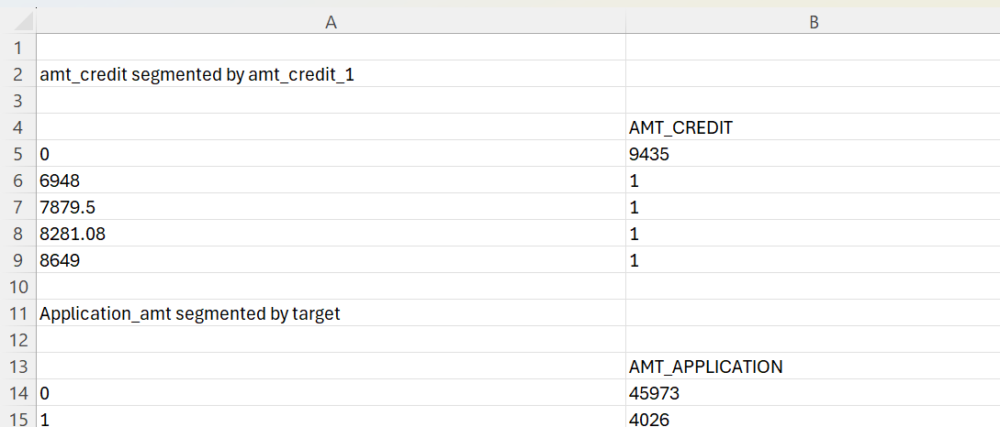 A B
1
2 amt_credit segmented by amt_credit_1
3
4 AMT_CREDIT
5 0 9435
6 6948 1
7 7879.5 1
8 8281.08 1
9 8649 1
10
11 Application_amt segmented by target
12
13 AMT_APPLICATION
14 0 45973
15 1 4026